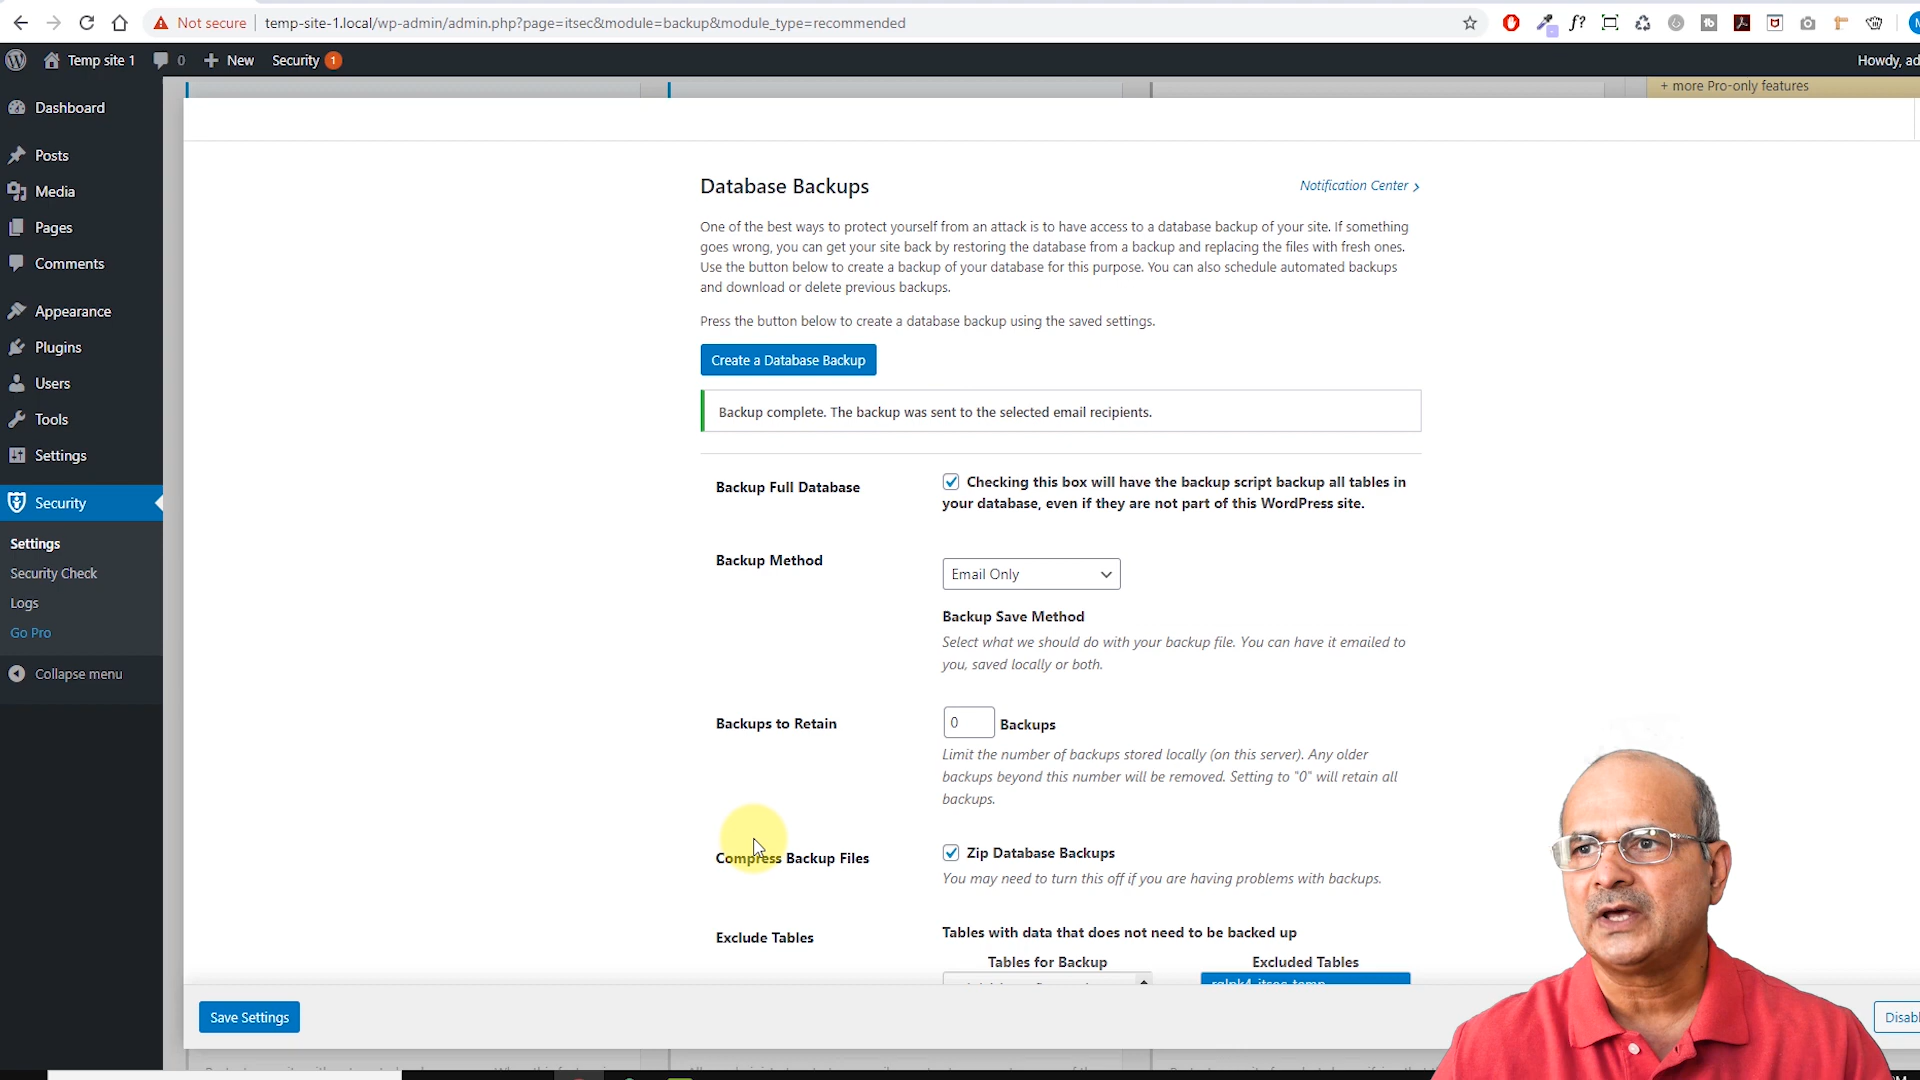 Not secure
temp-site-1.local/wp-admin/admin.php?page=itsec&module=backup&module_type=recommended
Temp site 1
0
New
Security 1
Howdy, ad
Dashboard
Posts
Media
Pages
Comments
Appearance
Plugins
Users
Tools
Settings
Security
Settings
Security Check
Logs
Go Pro
Collapse menu
+ more Pro-only features
Database Backups
Notification Center
One of the best ways to protect yourself from an attack is to have access to a database backup of your site. If something
goes wrong, you can get your site back by restoring the database from a backup and replacing the files with fresh ones.
Use the button below to create a backup of your database for this purpose. You can also schedule automated backups
and download or delete previous backups.
Press the button below to create a database backup using the saved settings.
Create a Database Backup
Backup complete. The backup was sent to the selected email recipients.
Backup Full Database
Checking this box will have the backup script backup all tables in
your database, even if they are not part of this WordPress site.
Backup Method
Email Only
Backup Save Method
Select what we should do with your backup file. You can have it emailed to
you, saved locally or both.
Backups to Retain
0 Backups
Limit the number of backups stored locally (on this server). Any older
backups beyond this number will be removed. Setting to "0" will retain all
backups.
Compress Backup Files
Zip Database Backups
You may need to turn this off if you are having problems with backups.
Exclude Tables
Tables with data that does not need to be backed up
Tables for Backup
Excluded Tables
Save Settings
Disabl